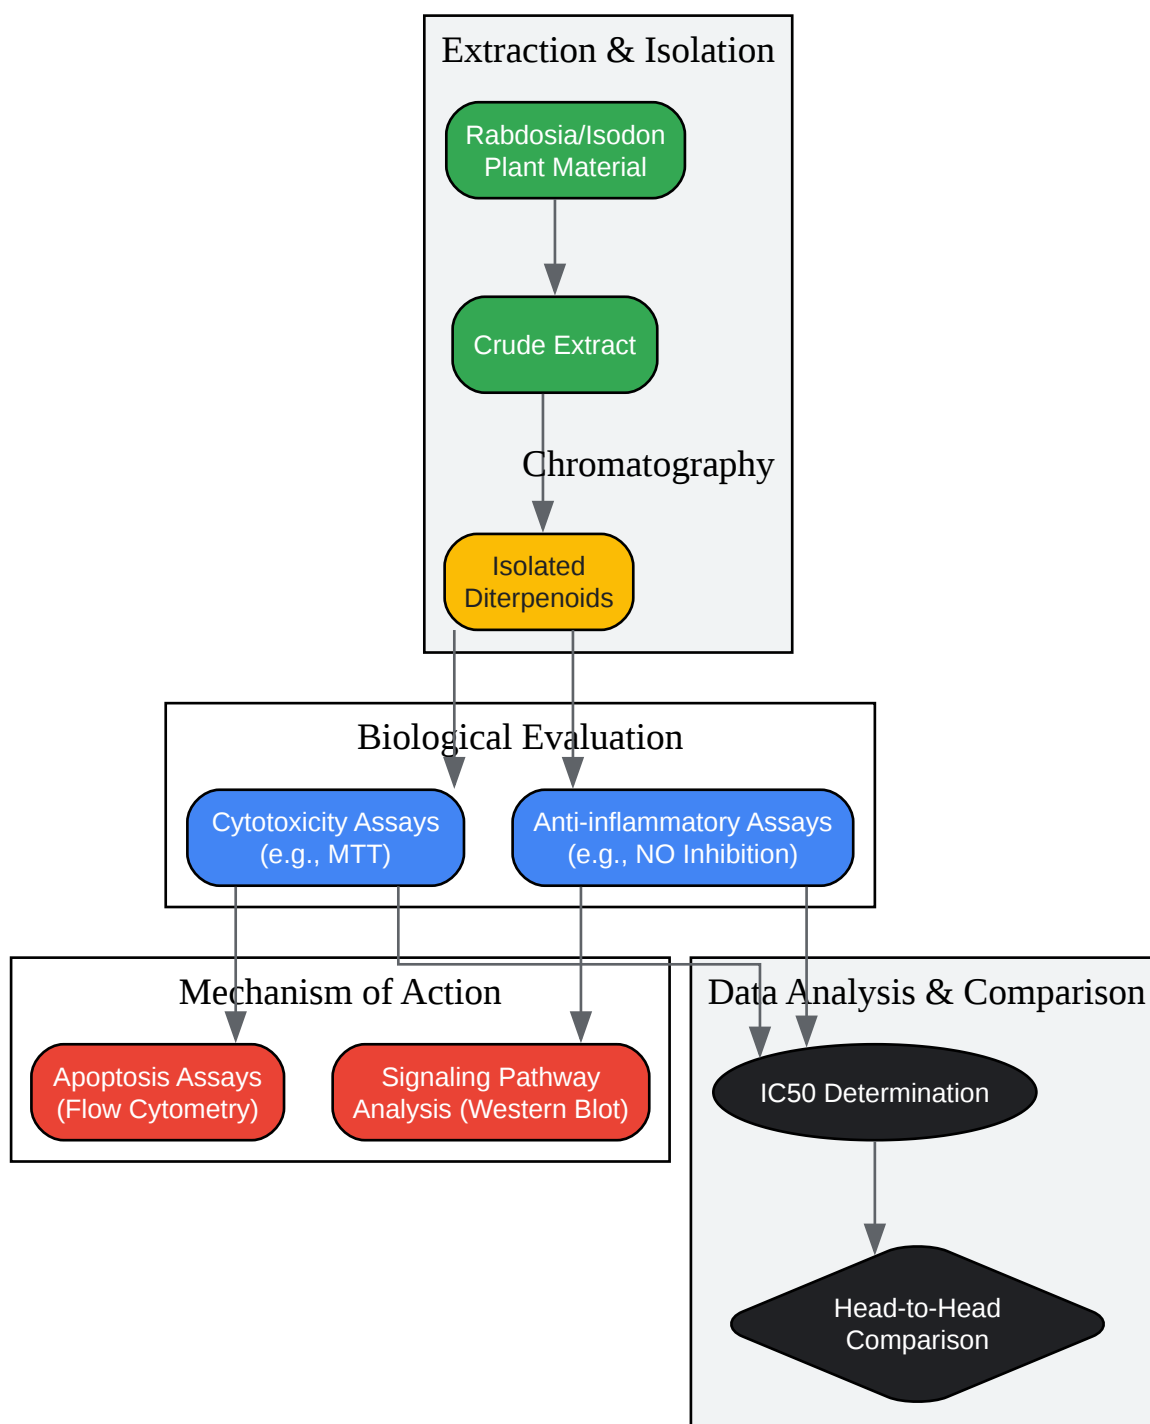 Extraction & Isolation
Rabdosia/Isodon
Plant Material
Crude Extract
Chromatography
Isolated
Diterpenoids
Biological Evaluation
Cytotoxicity Assays
(e.g., MTT)
Anti-inflammatory Assays
(e.g., NO Inhibition)
Mechanism of Action
Apoptosis Assays
(Flow Cytometry)
Signaling Pathway
Analysis (Western Blot)
Data Analysis & Comparison
IC50 Determination
Head-to-Head
Comparison